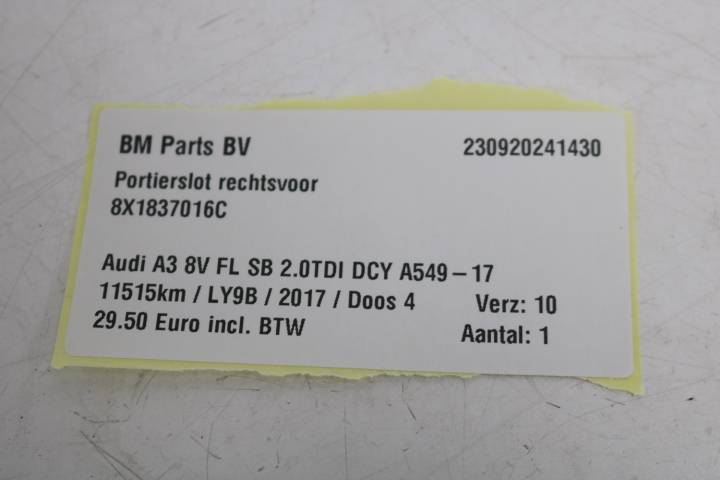 BM Parts BV 230920241430
Portierslot rechtsvoor
8X1837016C
Audi A3 8V FL SB 2.0TDI DCY A549-17
11515km / LY9B / 2017 / Doos 4 Verz: 10
29.50 Euro incl. BTW Aantal: 1